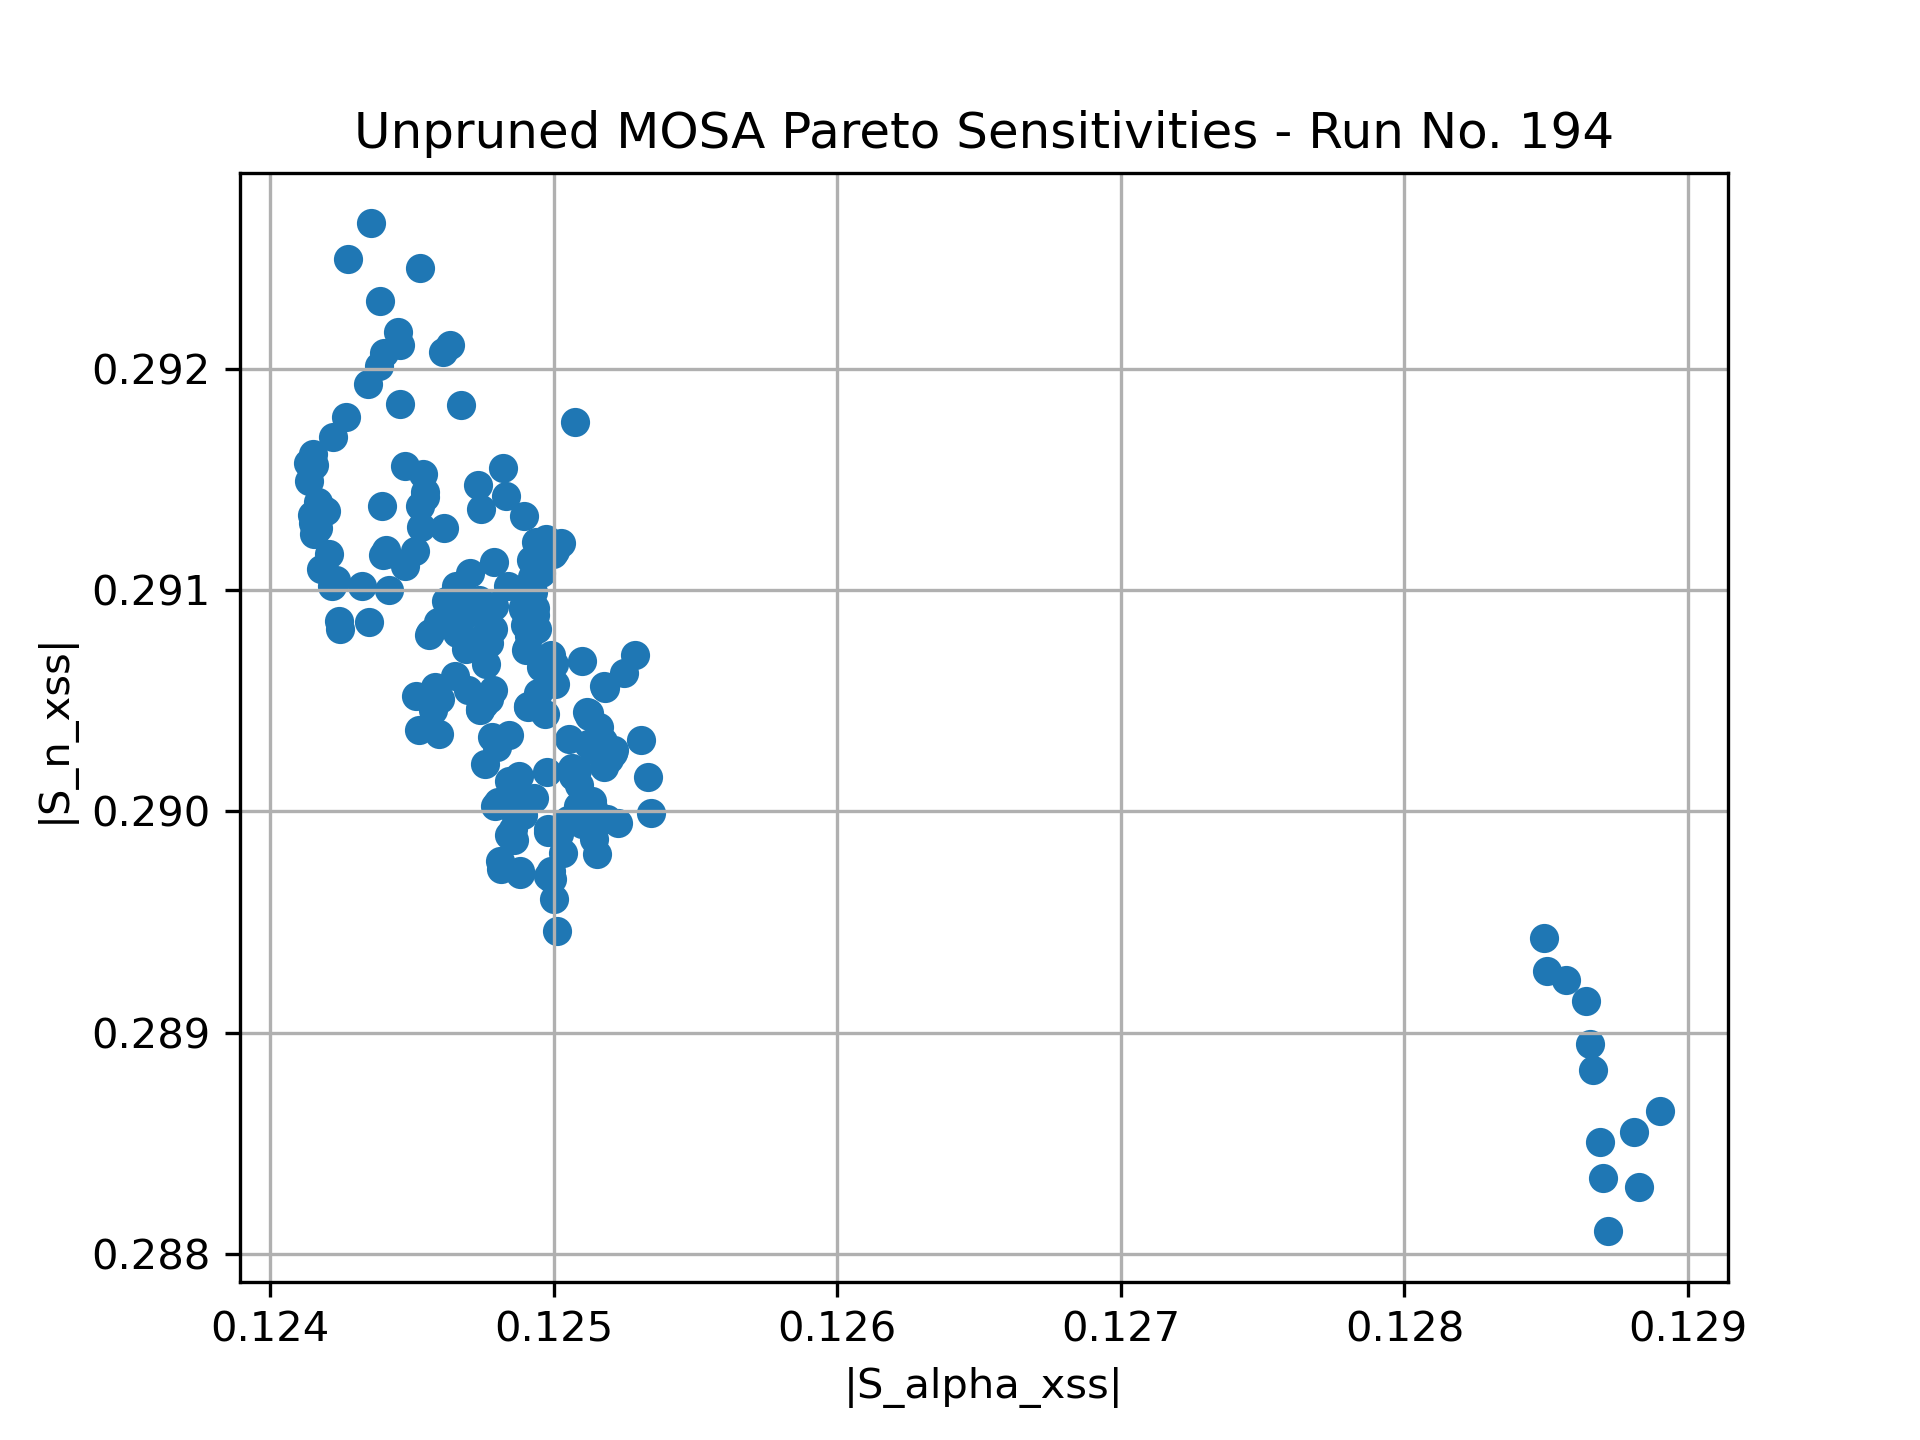 Unpruned MOSA Pareto Sensitivities - Run No. 194
|S_n_xss|
0.292
0.291
0.290
0.289
0.288
0.124 0.125 0.126 0.127 0.128 0.129
|S_alpha_xss|